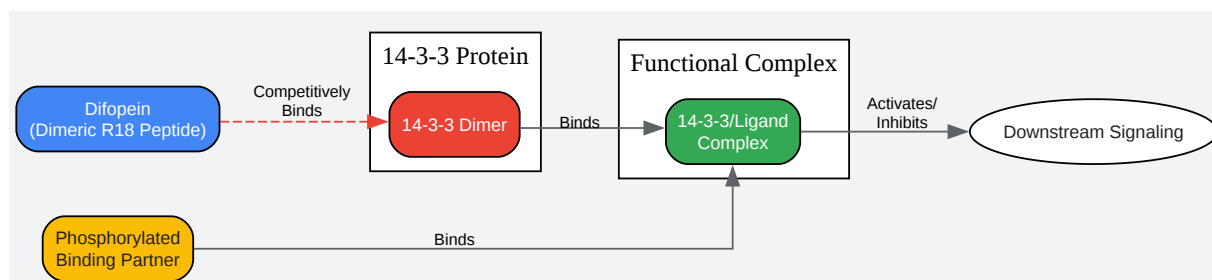 14-3-3 Protein
Functional Complex
Difopein
(Dimeric R18 Peptide)
Competitively
Binds
14-3-3 Dimer
Binds
14-3-3/Ligand
Complex
Activates/
Inhibits
Downstream Signaling
Phosphorylated
Binding Partner
Binds